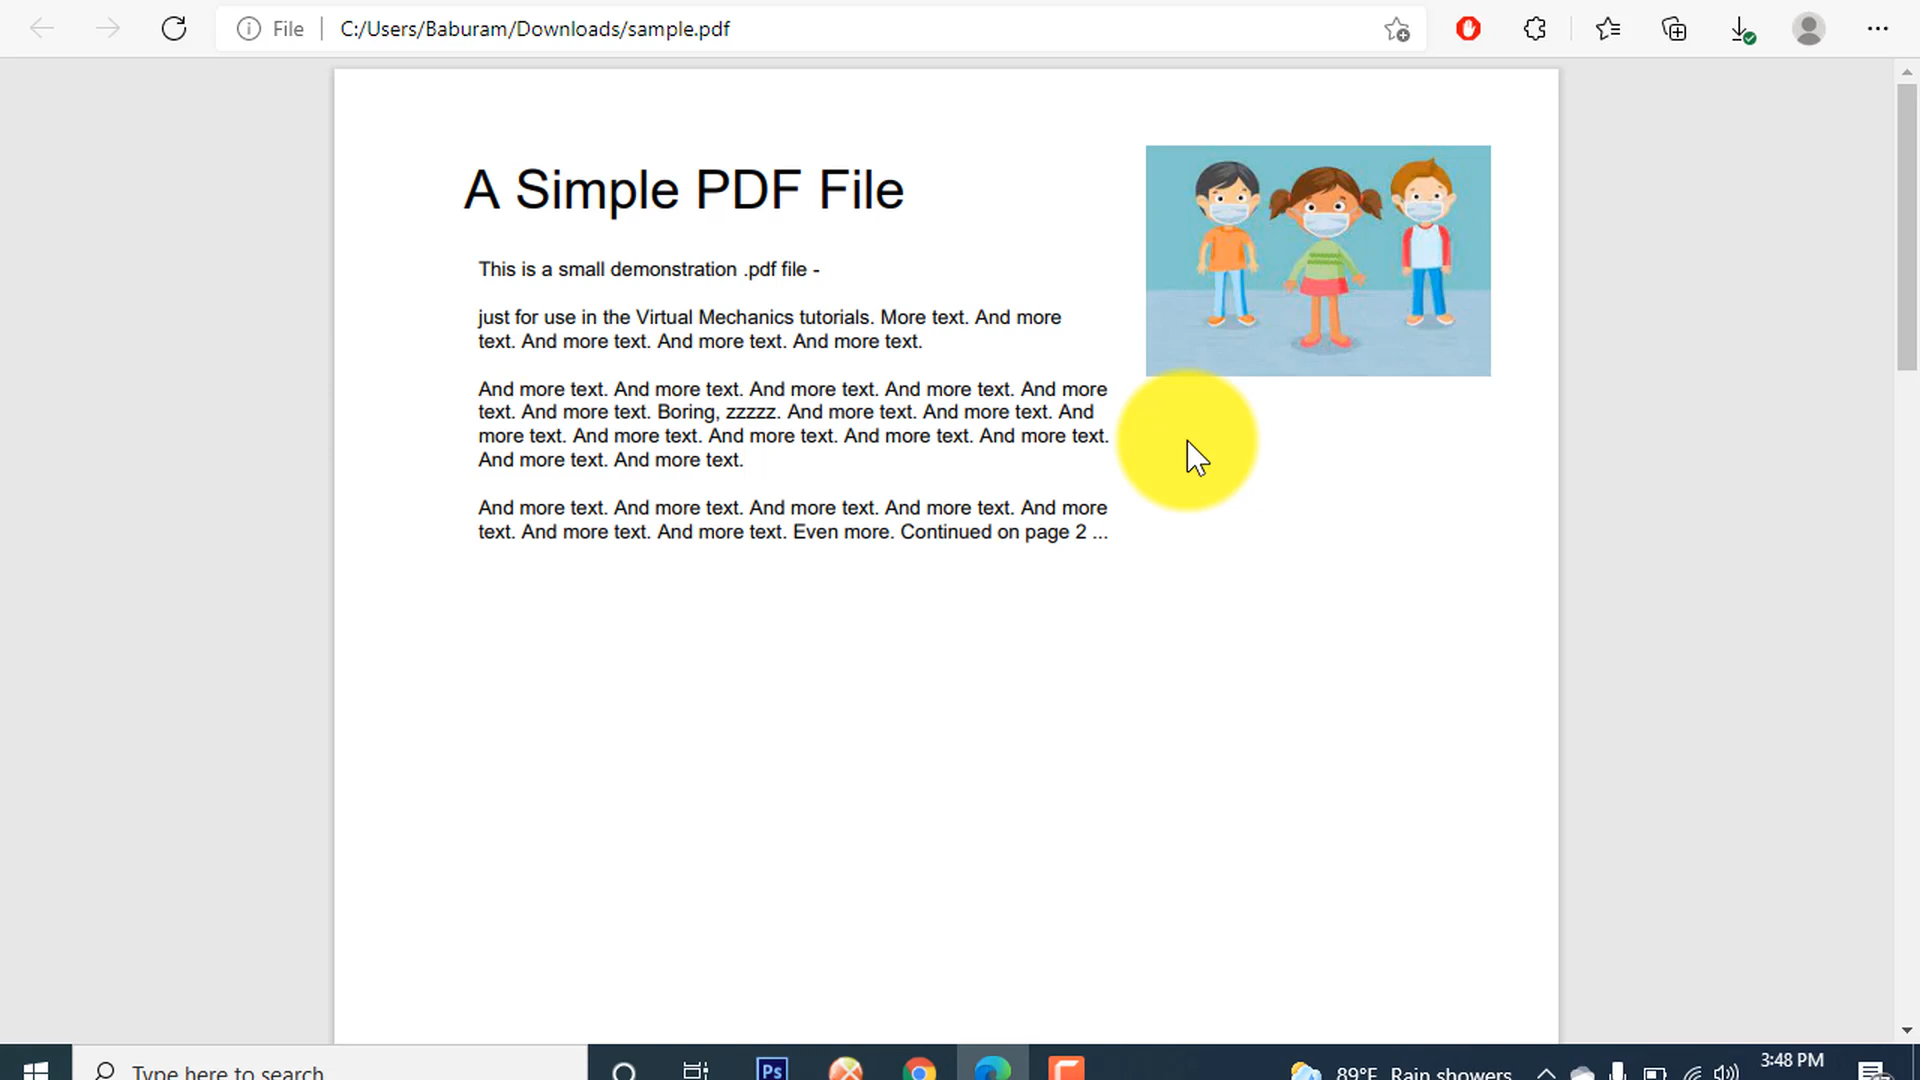 File
C:/Users/Baburam/Downloads/sample.pdf
A Simple PDF File
This is a small demonstration .pdf file -
just for use in the Virtual Mechanics tutorials. More text. And more
text. And more text. And more text. And more text.
And more text. And more text. And more text. And more text. And more
text. And more text. Boring, zzzzz. And more text. And more text. And
more text. And more text. And more text. And more text. And more text.
And more text. And more text.
And more text. And more text. And more text. And more text. And more
text. And more text. And more text. Even more. Continued on page 2 ...
Type here to search
Ps
89°F Rain showers
3:48 PM